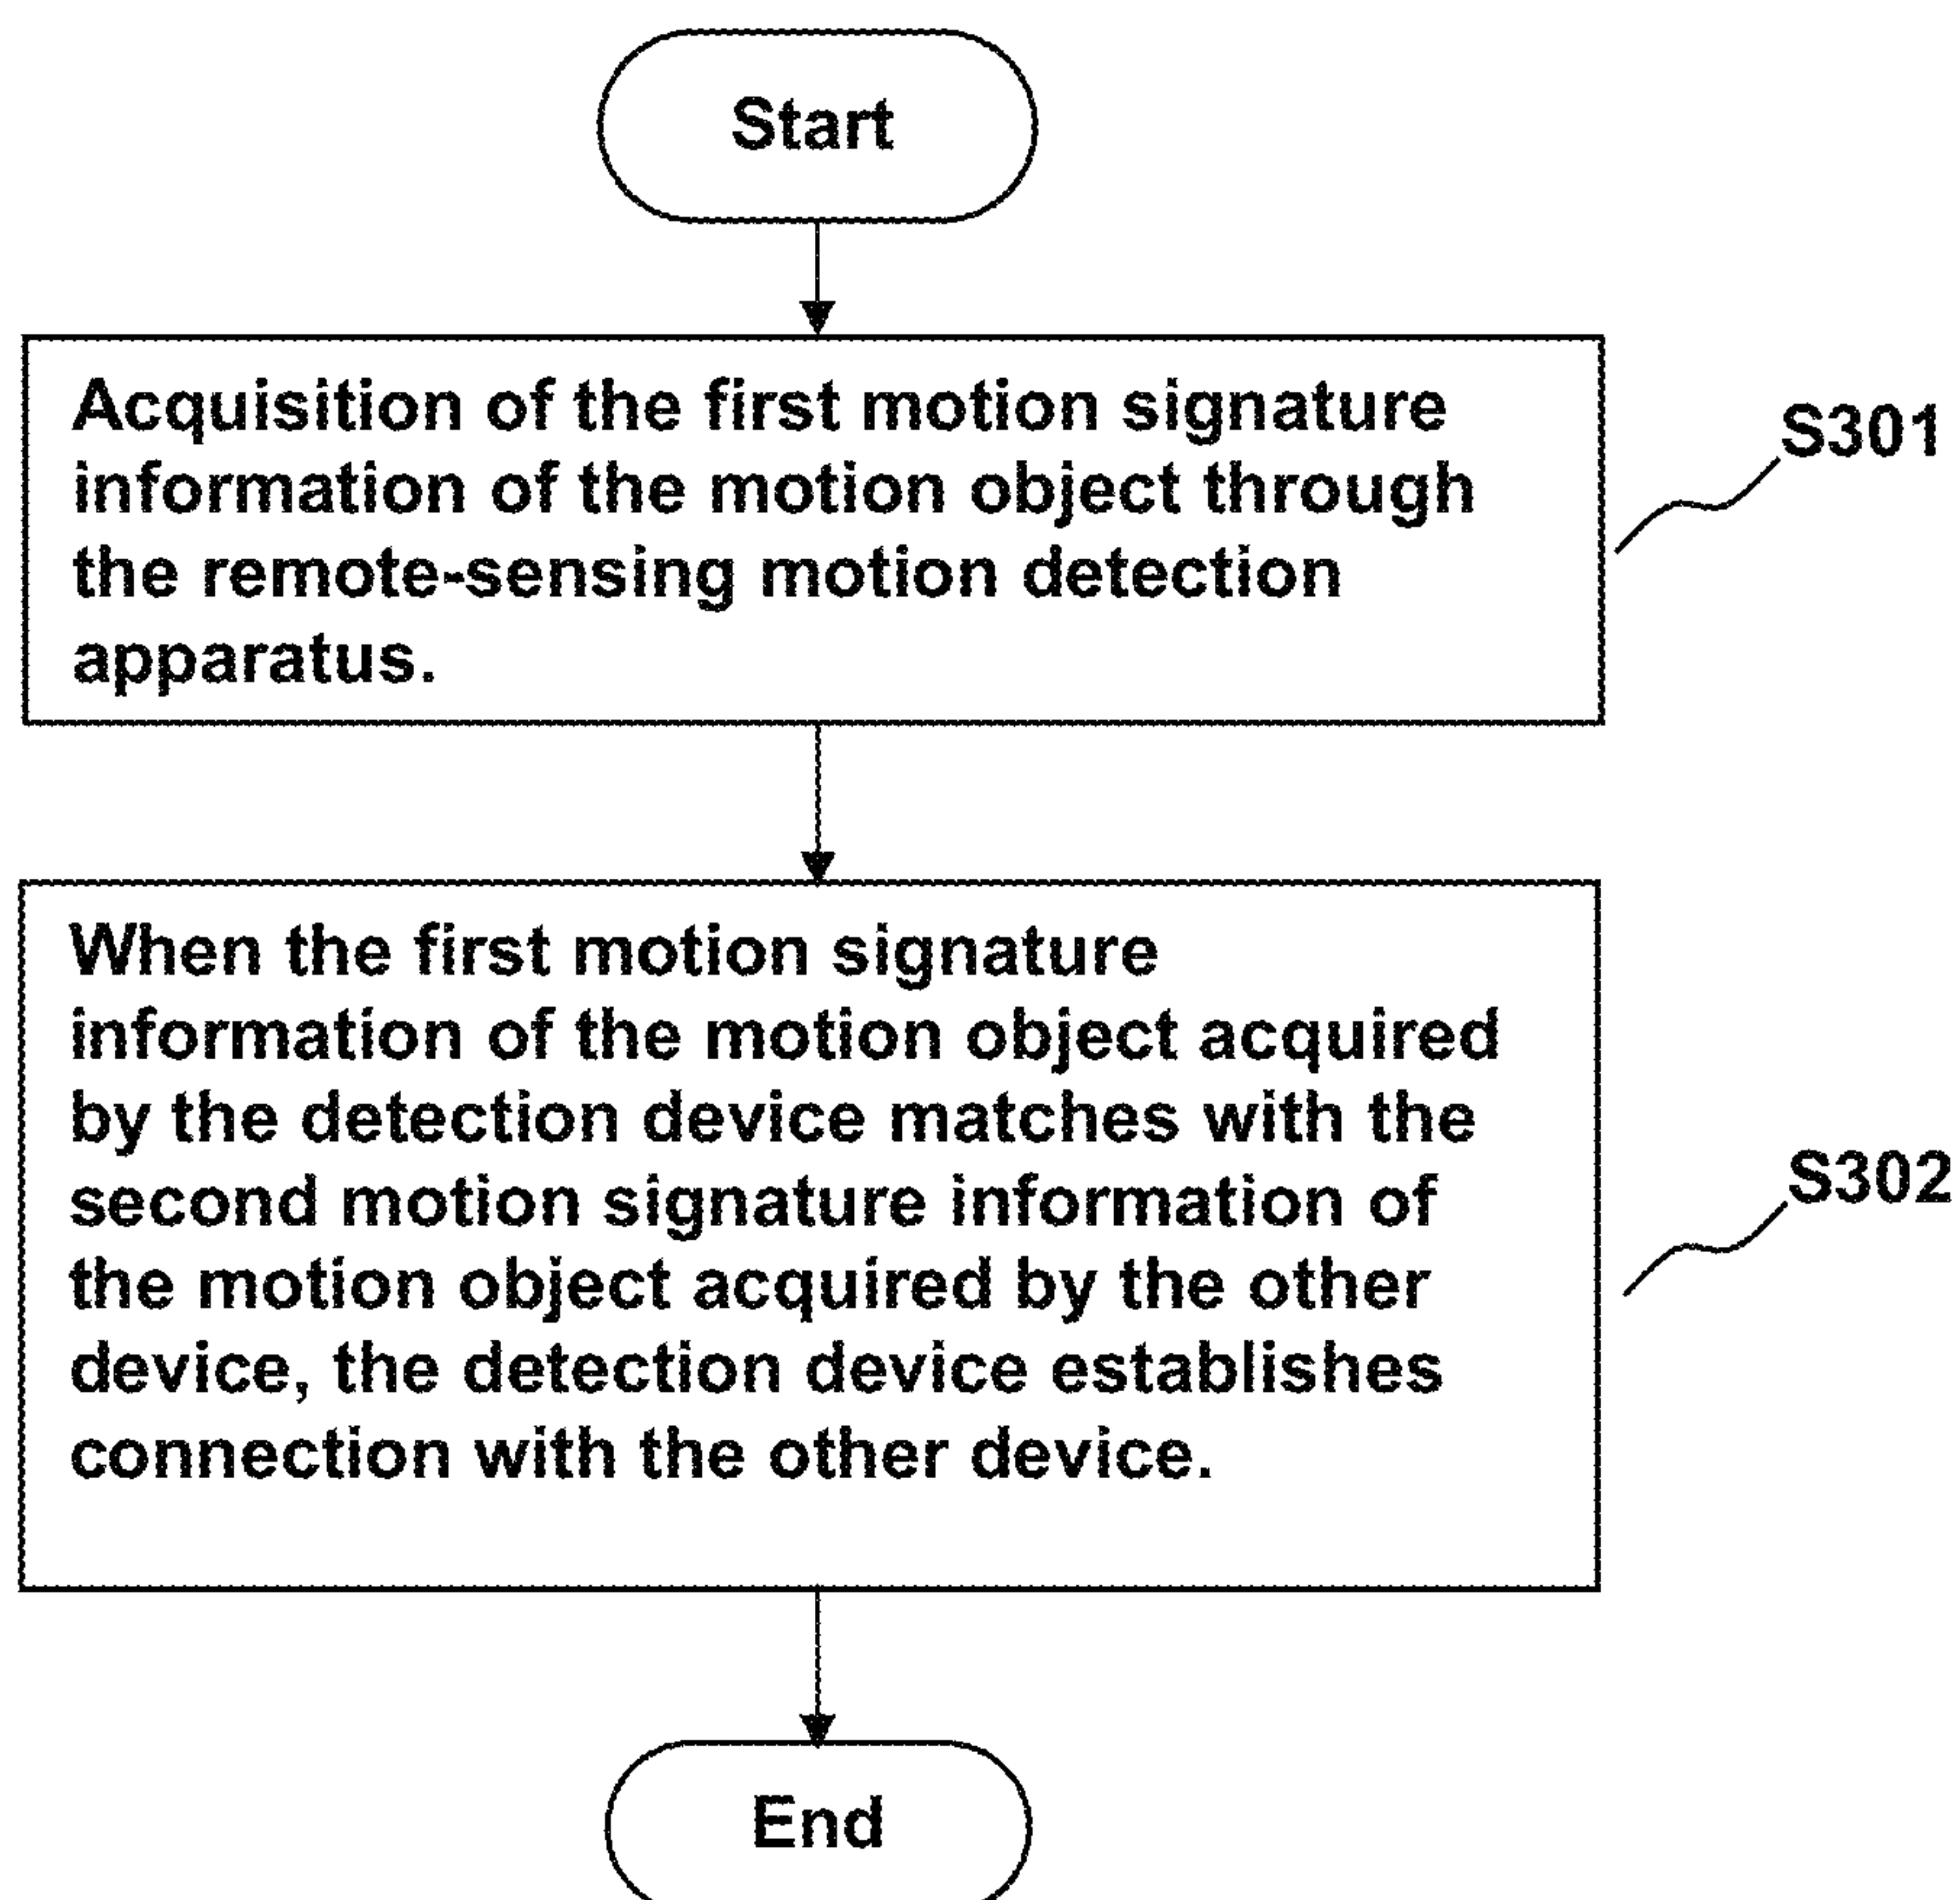 Start
Acquisition of the first motion signature
information of the motion object through
the remote-sensing motion detection
apparatus.
S301
When the first motion signature
information of the motion object acquired
by the detection device matches with the
second motion signature information of
the motion object acquired by the other
device, the detection device establishes
connection with the other device.
S302
End